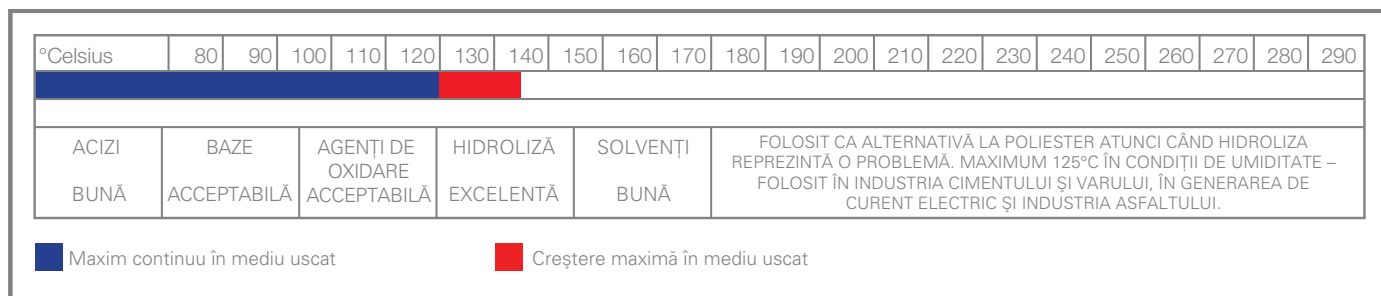 °Celsius 80 90 100 110 120 130 140 150 160 170 180 190 200 210 220 230 240 250 260 270 280 290
ACIZI
BUNĂ
BAZE
ACCEPTABILĂ
AGENȚI DE
OXIDARE
ACCEPTABILĂ
HIDROLIZĂ
EXCELENTĂ
SOLVENȚI
BUNĂ
FOLOSIT CA ALTERNATIVĂ LA POLIESTER ATUNCI CÂND HIDROLIZA
REPREZINTĂ O PROBLEMĂ. MAXIMUM 125°C ÎN CONDIȚII DE UMIDITATE –
FOLOSIT ÎN INDUSTRIA CIMENTULUI ȘI VARULUI, ÎN GENERAREA DE
CURENT ELECTRIC ȘI INDUSTRIA ASFALTULUI.
Maxim continuu în mediu uscat
Creştere maximă în mediu uscat